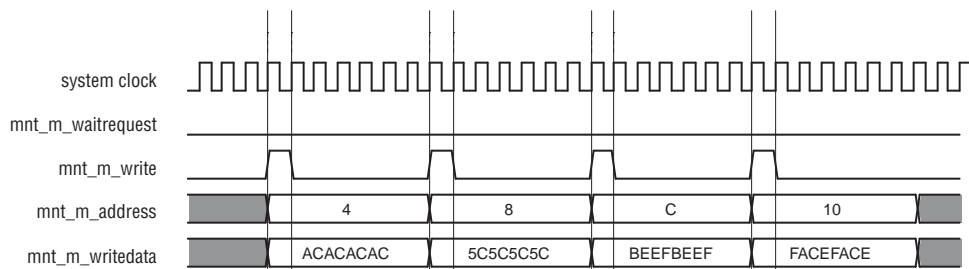 system clock
mnt_m_waitrequest
mnt_m_write
mnt_m_address 4 8 C 10
mnt_m_writedata ACACACAC 5C5C5C5C BEEFBEEF FACEFACE